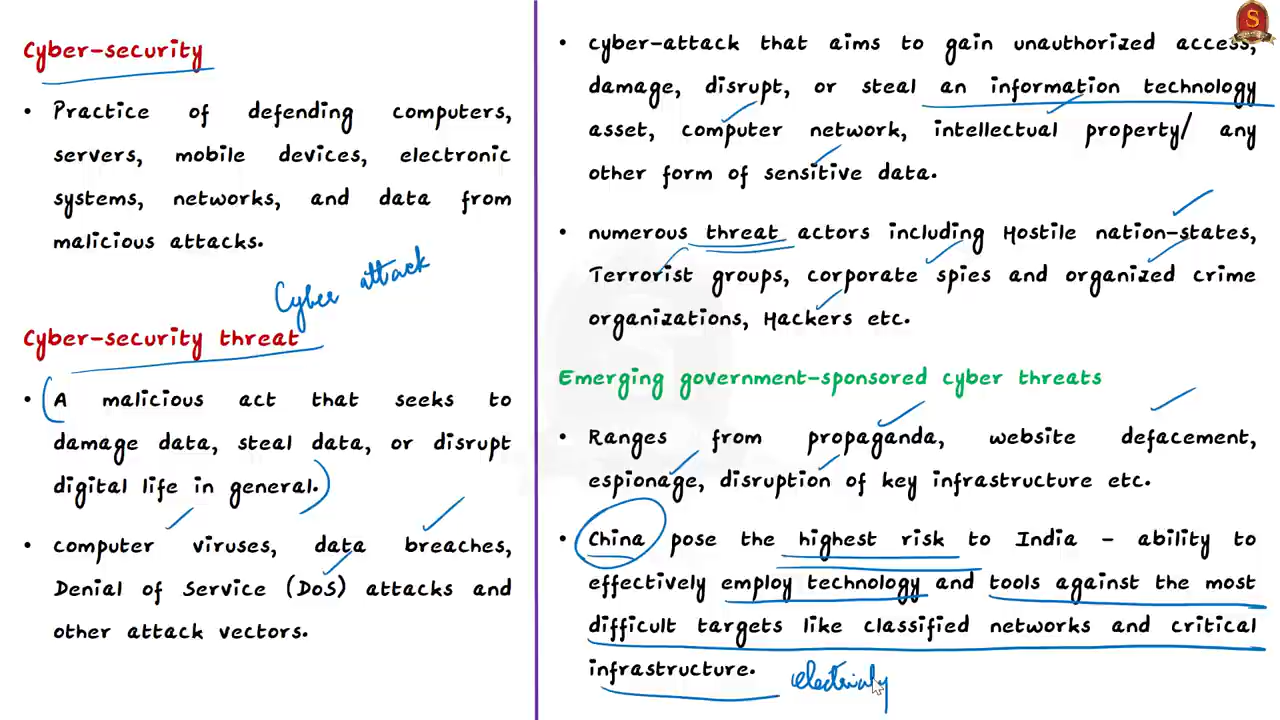 Cyber-security
• Practice of defending computers,
servers, mobile devices, electronic
systems, networks, and data from
malicious attacks.
Cyber attack
Cyber-security threat
• A malicious act that seeks to
damage data, steal data, or disrupt
digital life in general.
• computer viruses, data breaches,
Denial of Service (DoS) attacks and
other attack vectors.
S
• cyber-attack that aims to gain unauthorized access,
damage, disrupt, or steal an information technology
asset, computer network, intellectual property/ any
other form of sensitive data.
• numerous threat actors including Hostile nation-states,
Terrorist groups, corporate spies and organized crime
organizations, Hackers etc.
Emerging government-sponsored cyber threats
• Ranges from propaganda, website defacement,
espionage, disruption of key infrastructure etc.
• China pose the highest risk to India - ability to
effectively employ technology and tools against the most
difficult targets like classified networks and critical
infrastructure.
electricity